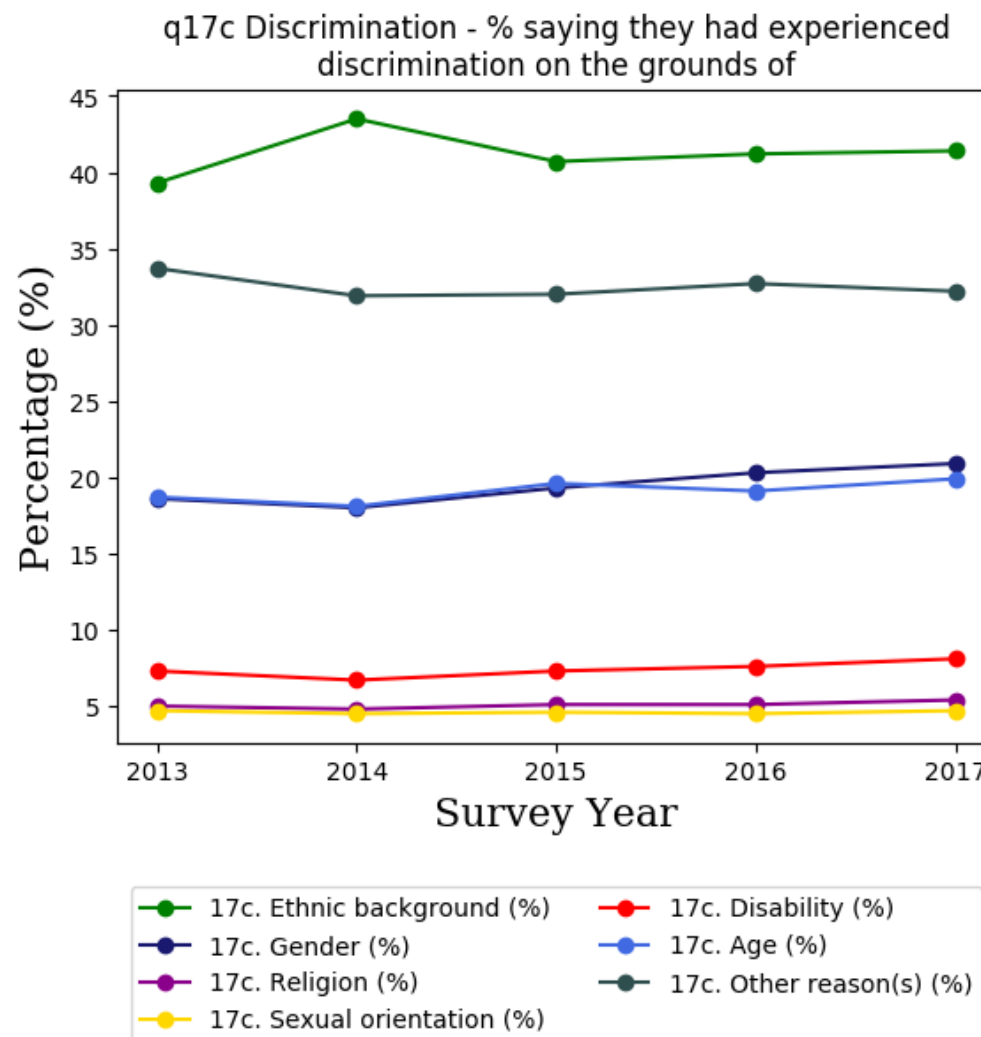 q17c Discrimination - % saying they had experienced
discrimination on the grounds of
Percentage (%)
45
40
35
30
25
20
15
10
5
2013 2014 2015 2016 2017
Survey Year
17c. Ethnic background (%) 17c. Disability (%)
17c. Gender (%) 17c. Age (%)
17c. Religion (%) 17c. Other reason(s) (%)
17c. Sexual orientation (%)